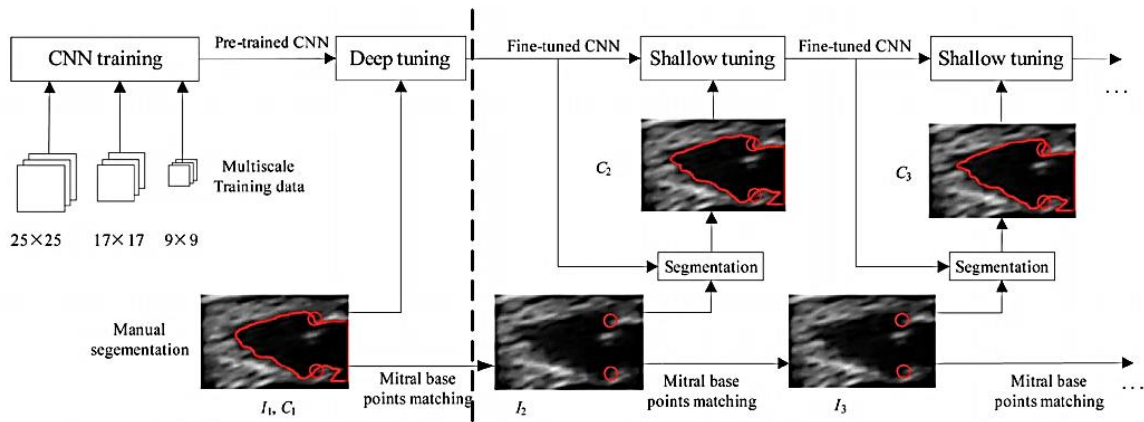 CNN training
Pre-trained CNN
Deep tuning
Fine-tuned CNN
Shallow tuning
Fine-tuned CNN
Shallow tuning
...
Multiscale
Training data
25×25
17×17
9×9
C2
C3
Segmentation
Segmentation
Manual
segementation
Mitral base
points matching
Mitral base
points matching
Mitral base
points matching
...
I1, C1
I2
I3